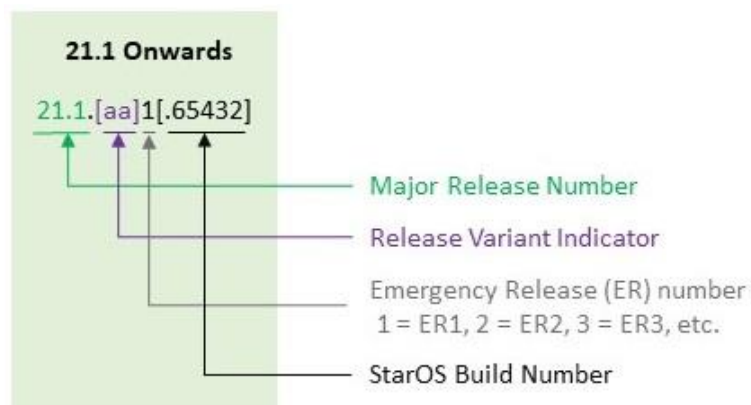 21.1 Onwards
21.1.[aa]1[.65432]
Major Release Number
Release Variant Indicator
Emergency Release (ER) number
1 = ER1, 2 = ER2, 3 = ER3, etc.
StarOS Build Number